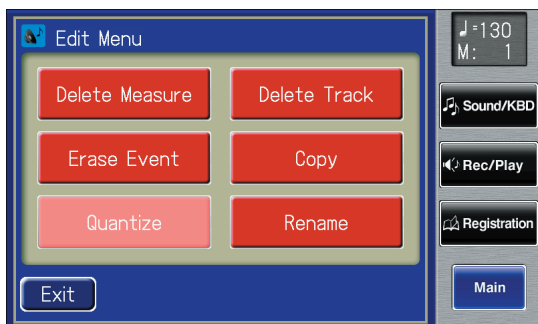 Edit Menu
Delete Measure
Delete Track
Erase Event
Copy
Quantize
Rename
Exit
♩=130
M: 1
Sound/KBD
Rec/Play
Registration
Main